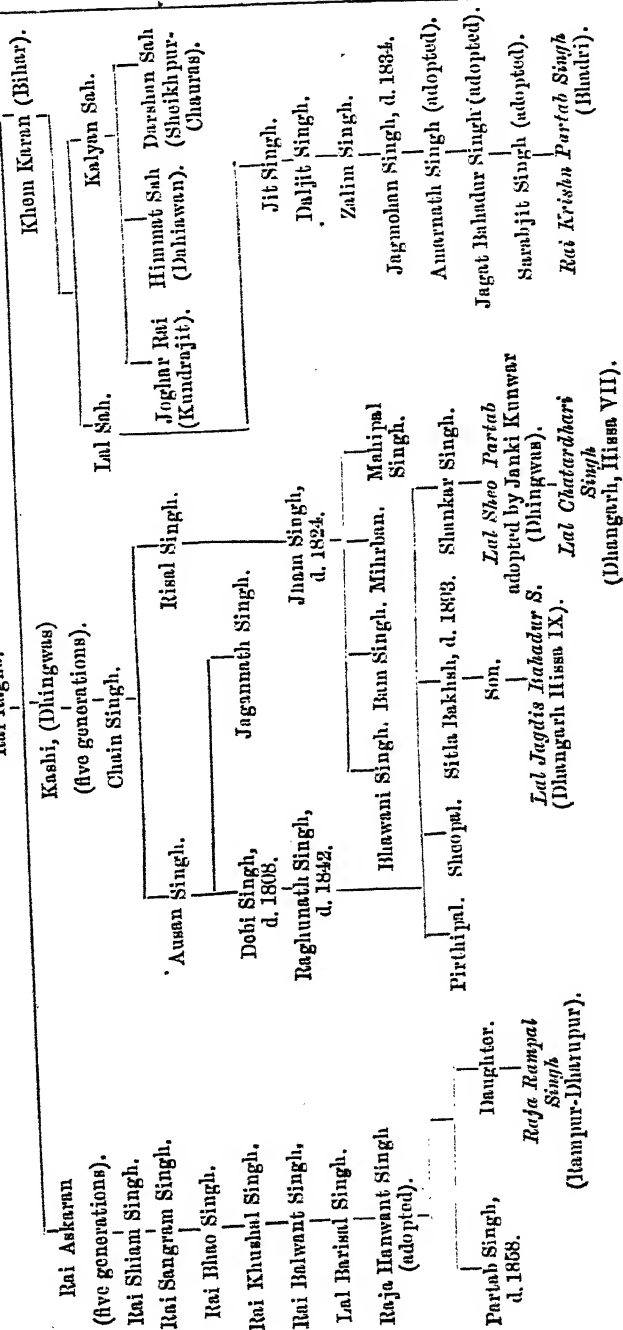 Rai Askaran
(five generations).
Rai Shiam Singh.
Rai Sangram Singh.
Rai Bhao Singh.
Rai Khushal Singh.
Rai Balwant Singh.
Lal Barisal Singh.
Raja Hanwant Singh
(adopted).
Partab Singh,
d. 1858.
Daughter.
Raja Rampal
Singh
(Rampur-Dharupur).
Kashi, (Dhingwas)
(five generations).
Chain Singh.
Ausan Singh.
Risal Singh.
Debi Singh,
d. 1808.
Jagannath Singh.
Raghunath Singh,
d. 1842.
Jham Singh,
d. 1824.
Bhawani Singh. Bum Singh. Mihrban. Mahipal
Singh.
Pirthipal. Sheopal. Sitla Bakhsh, d. 1893. Shankar Singh.
Son.
Lal Jagdis Bahadur S.
(Dhangarh Hissa IX).
Lal Sheo Partab
adopted by Janki Kunwar
(Dhingwas).
Lal Chatardhari
Singh
(Dhangarh, Hissa VII).
Khem Karan (Bihar).
Lal Sah.
Kalyan Sah.
Joghar Rai
(Kundrajit).
Himmat Sah
(Dahiawan).
Darshan Sah
(Sheikhpur-
Chauras).
Jit Singh.
Daljit Singh.
Zalim Singh.
Jagmohan Singh, d. 1834.
Amarnath Singh (adopted).
Jagat Bahadur Singh (adopted).
Sarabjit Singh (adopted).
Rai Krishn Partab Singh
(Bhadri).